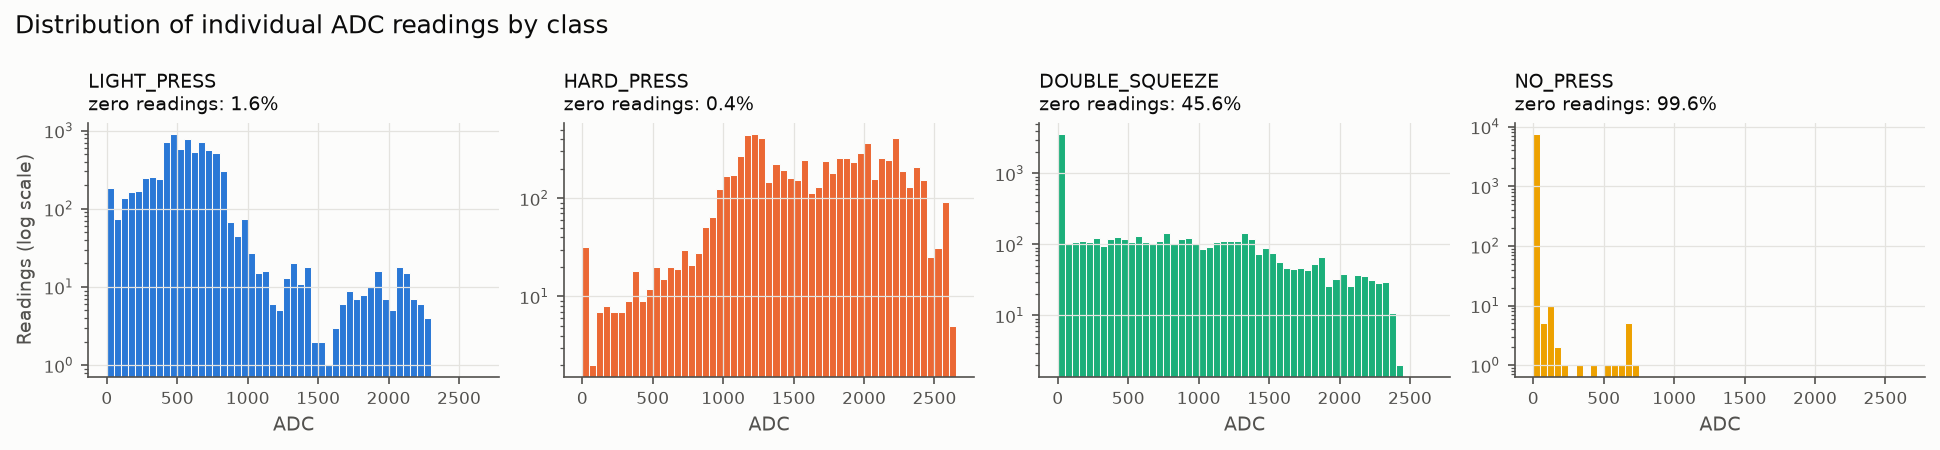 Distribution of individual ADC readings by class
LIGHT_PRESS
zero readings: 1.6%
HARD_PRESS
zero readings: 0.4%
DOUBLE_SQUEEZE
zero readings: 45.6%
NO_PRESS
zero readings: 99.6%
Readings (log scale)
10³
10²
10¹
10⁰
0 500 1000 1500 2000 2500
ADC
10²
10¹
0 500 1000 1500 2000 2500
ADC
10³
10²
10¹
0 500 1000 1500 2000 2500
ADC
10⁴
10³
10²
10¹
10⁰
0 500 1000 1500 2000 2500
ADC